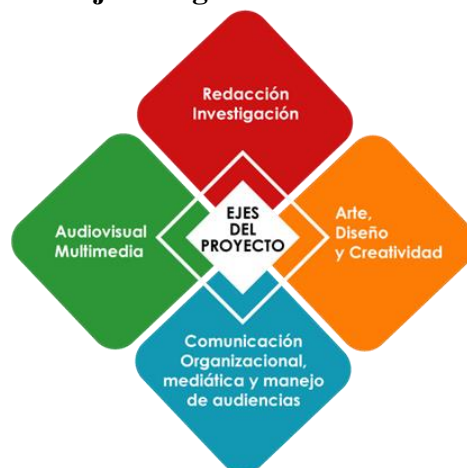 Redacción
Investigación
Audiovisual
Multimedia
EJES
DEL
PROYECTO
Arte,
Diseño
y Creatividad
Comunicación
Organizacional,
mediática y manejo
de audiencias